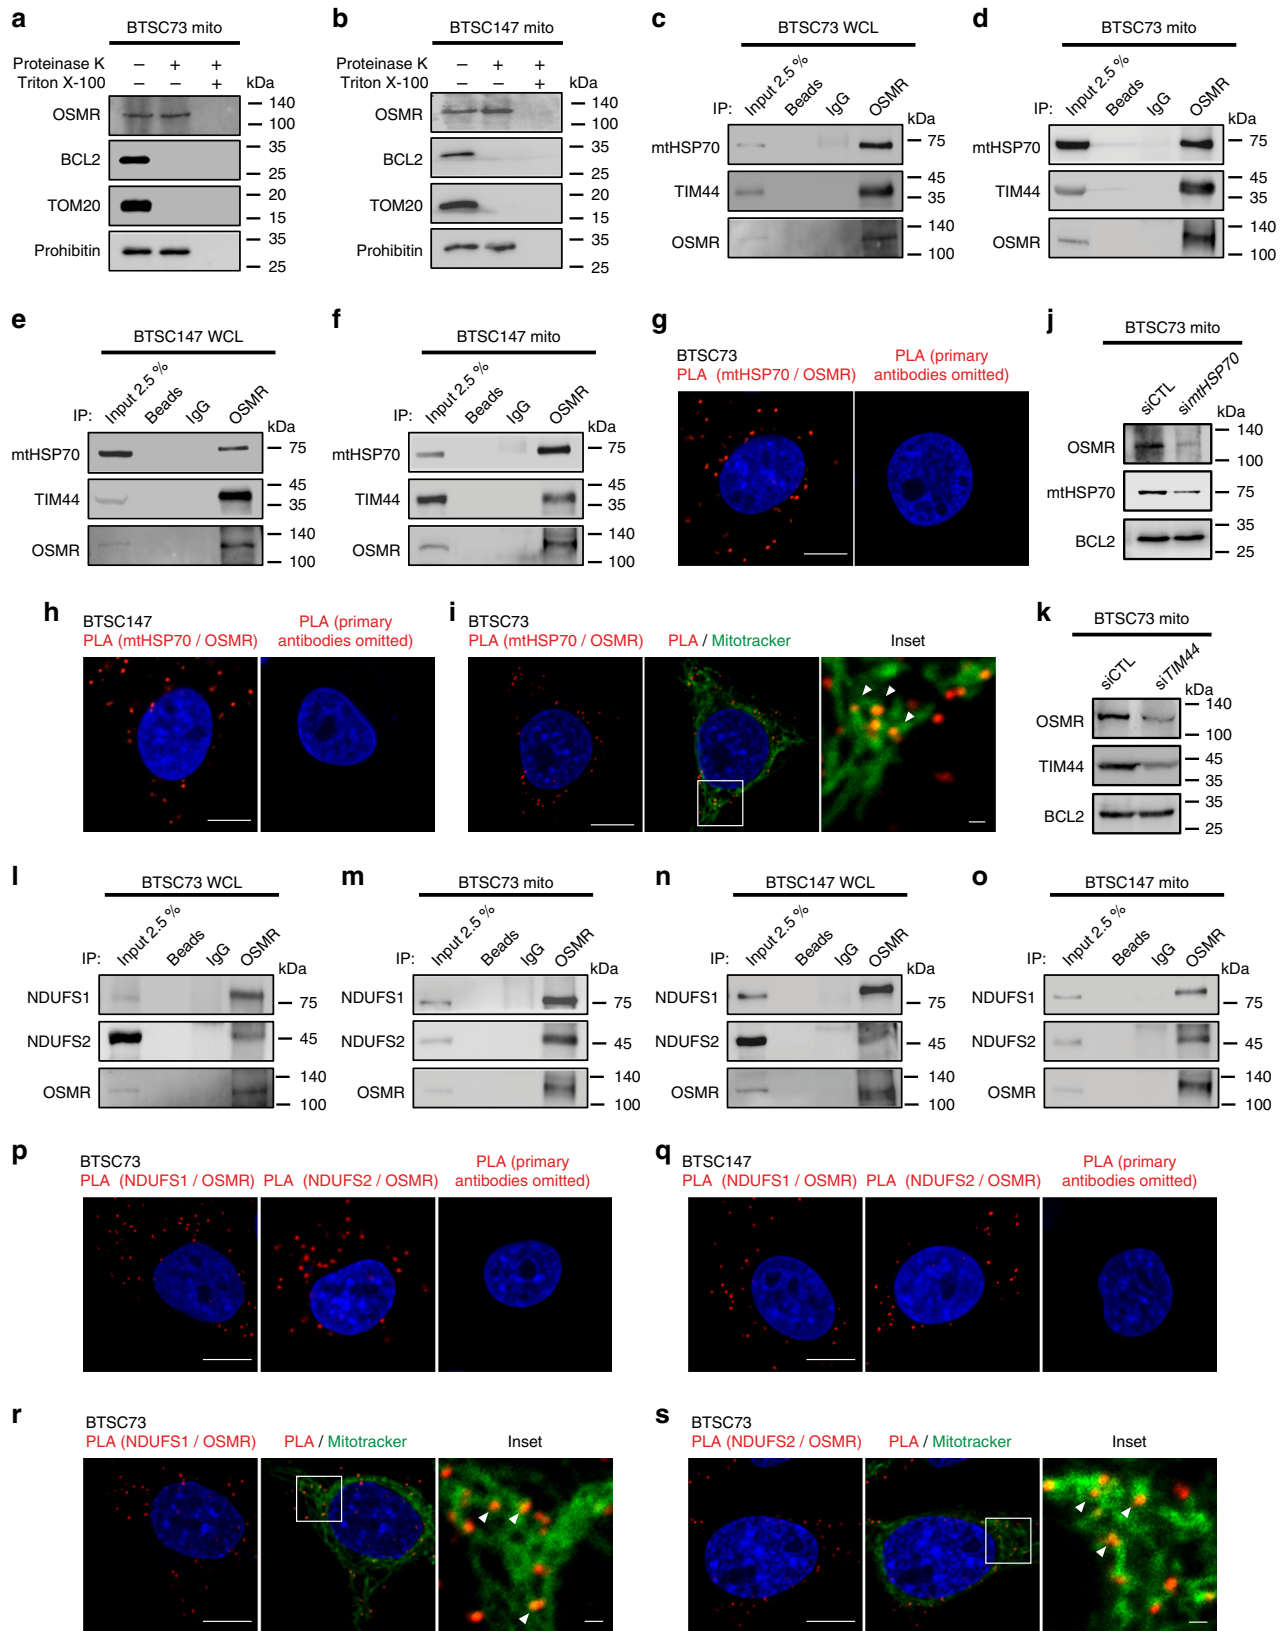 a
BTSC73 mito
Proteinase K – + +
Triton X-100 – – + kDa
OSMR 140
100
BCL2 35
25
TOM20 20
15
Prohibitin 35
25
b
BTSC147 mito
Proteinase K – + +
Triton X-100 – – + kDa
OSMR 140
100
BCL2 35
25
TOM20 20
15
Prohibitin 35
25
c
BTSC73 WCL
IP: Input 2.5 % Beads IgG OSMR
kDa
mtHSP70 75
TIM44 45
35
OSMR 140
100
d
BTSC73 mito
IP: Input 2.5 % Beads IgG OSMR
kDa
mtHSP70 75
TIM44 45
35
OSMR 140
100
e
BTSC147 WCL
IP: Input 2.5 % Beads IgG OSMR
kDa
mtHSP70 75
TIM44 45
35
OSMR 140
100
f
BTSC147 mito
IP: Input 2.5 % Beads IgG OSMR
kDa
mtHSP70 75
TIM44 45
35
OSMR 140
100
g
BTSC73
PLA (mtHSP70 / OSMR)
PLA (primary
antibodies omitted)
j
BTSC73 mito
siCTL simtHSP70
kDa
OSMR 140
100
mtHSP70 75
BCL2 35
25
h
BTSC147
PLA (mtHSP70 / OSMR)
PLA (primary
antibodies omitted)
i
BTSC73
PLA (mtHSP70 / OSMR) PLA / Mitotracker Inset
k
BTSC73 mito
siCTL siTIM44
kDa
OSMR 140
100
TIM44 45
35
BCL2 35
25
l
BTSC73 WCL
IP: Input 2.5 % Beads IgG OSMR
kDa
NDUFS1 75
NDUFS2 45
OSMR 140
100
m
BTSC73 mito
IP: Input 2.5 % Beads IgG OSMR
kDa
NDUFS1 75
NDUFS2 45
OSMR 140
100
n
BTSC147 WCL
IP: Input 2.5 % Beads IgG OSMR
kDa
NDUFS1 75
NDUFS2 45
OSMR 140
100
o
BTSC147 mito
IP: Input 2.5 % Beads IgG OSMR
kDa
NDUFS1 75
NDUFS2 45
OSMR 140
100
p
BTSC73
PLA (NDUFS1 / OSMR) PLA (NDUFS2 / OSMR)
PLA (primary
antibodies omitted)
q
BTSC147
PLA (NDUFS1 / OSMR) PLA (NDUFS2 / OSMR)
PLA (primary
antibodies omitted)
r
BTSC73
PLA (NDUFS1 / OSMR) PLA / Mitotracker Inset
s
BTSC73
PLA (NDUFS2 / OSMR) PLA / Mitotracker Inset